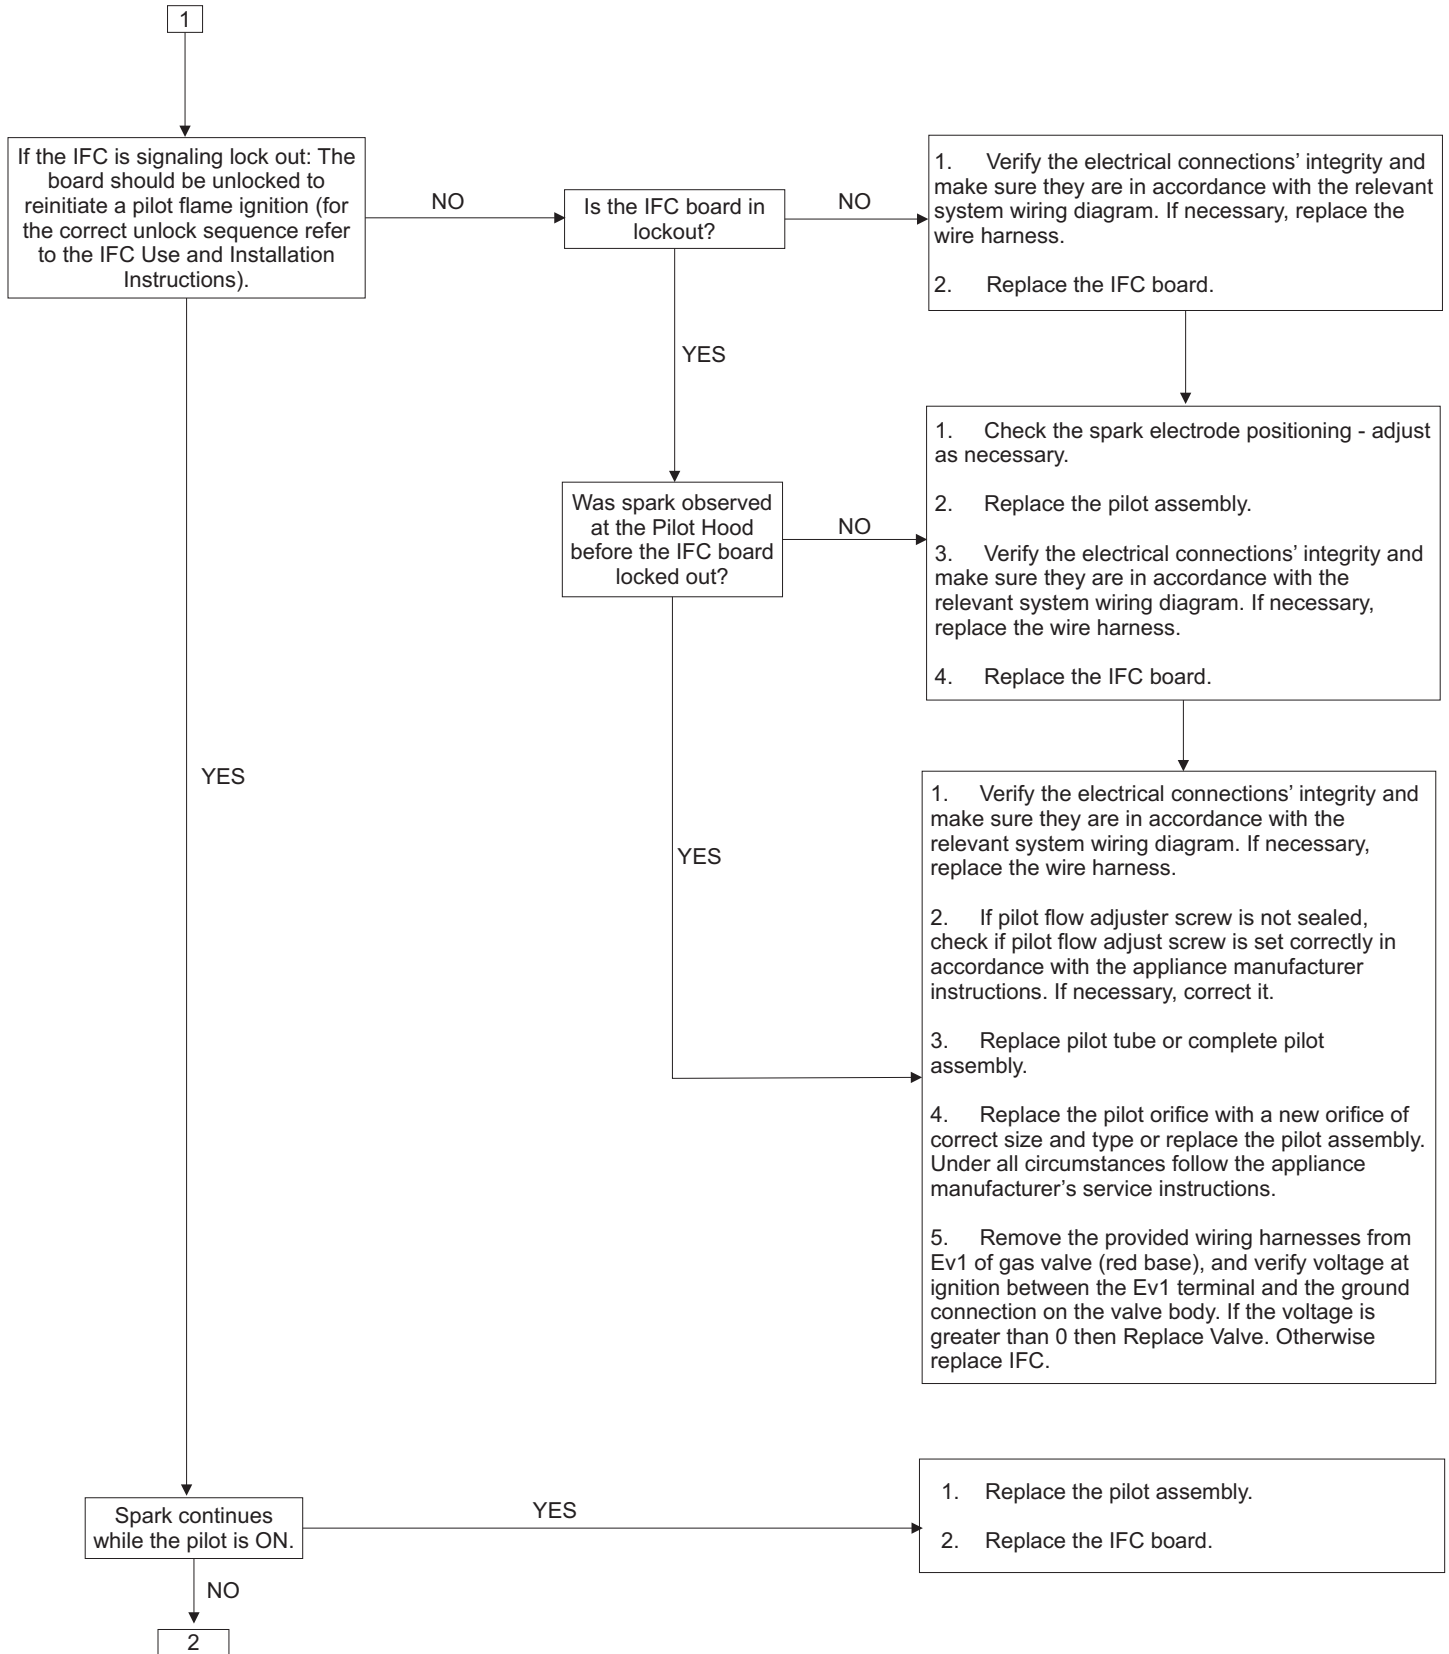 1
If the IFC is signaling lock out: The
board should be unlocked to
reinitiate a pilot flame ignition (for
the correct unlock sequence refer
to the IFC Use and Installation
Instructions).
NO
Is the IFC board in
lockout?
NO
1. Verify the electrical connections’ integrity and
make sure they are in accordance with the relevant
system wiring diagram. If necessary, replace the
wire harness.
2. Replace the IFC board.
YES
Was spark observed
at the Pilot Hood
before the IFC board
locked out?
NO
1. Check the spark electrode positioning - adjust
as necessary.
2. Replace the pilot assembly.
3. Verify the electrical connections’ integrity and
make sure they are in accordance with the
relevant system wiring diagram. If necessary,
replace the wire harness.
4. Replace the IFC board.
YES
YES
1. Verify the electrical connections’ integrity and
make sure they are in accordance with the
relevant system wiring diagram. If necessary,
replace the wire harness.
2. If pilot flow adjuster screw is not sealed,
check if pilot flow adjust screw is set correctly in
accordance with the appliance manufacturer
instructions. If necessary, correct it.
3. Replace pilot tube or complete pilot
assembly.
4. Replace the pilot orifice with a new orifice of
correct size and type or replace the pilot assembly.
Under all circumstances follow the appliance
manufacturer’s service instructions.
5. Remove the provided wiring harnesses from
Ev1 of gas valve (red base), and verify voltage at
ignition between the Ev1 terminal and the ground
connection on the valve body. If the voltage is
greater than 0 then Replace Valve. Otherwise
replace IFC.
Spark continues
while the pilot is ON.
YES
1. Replace the pilot assembly.
2. Replace the IFC board.
NO
2